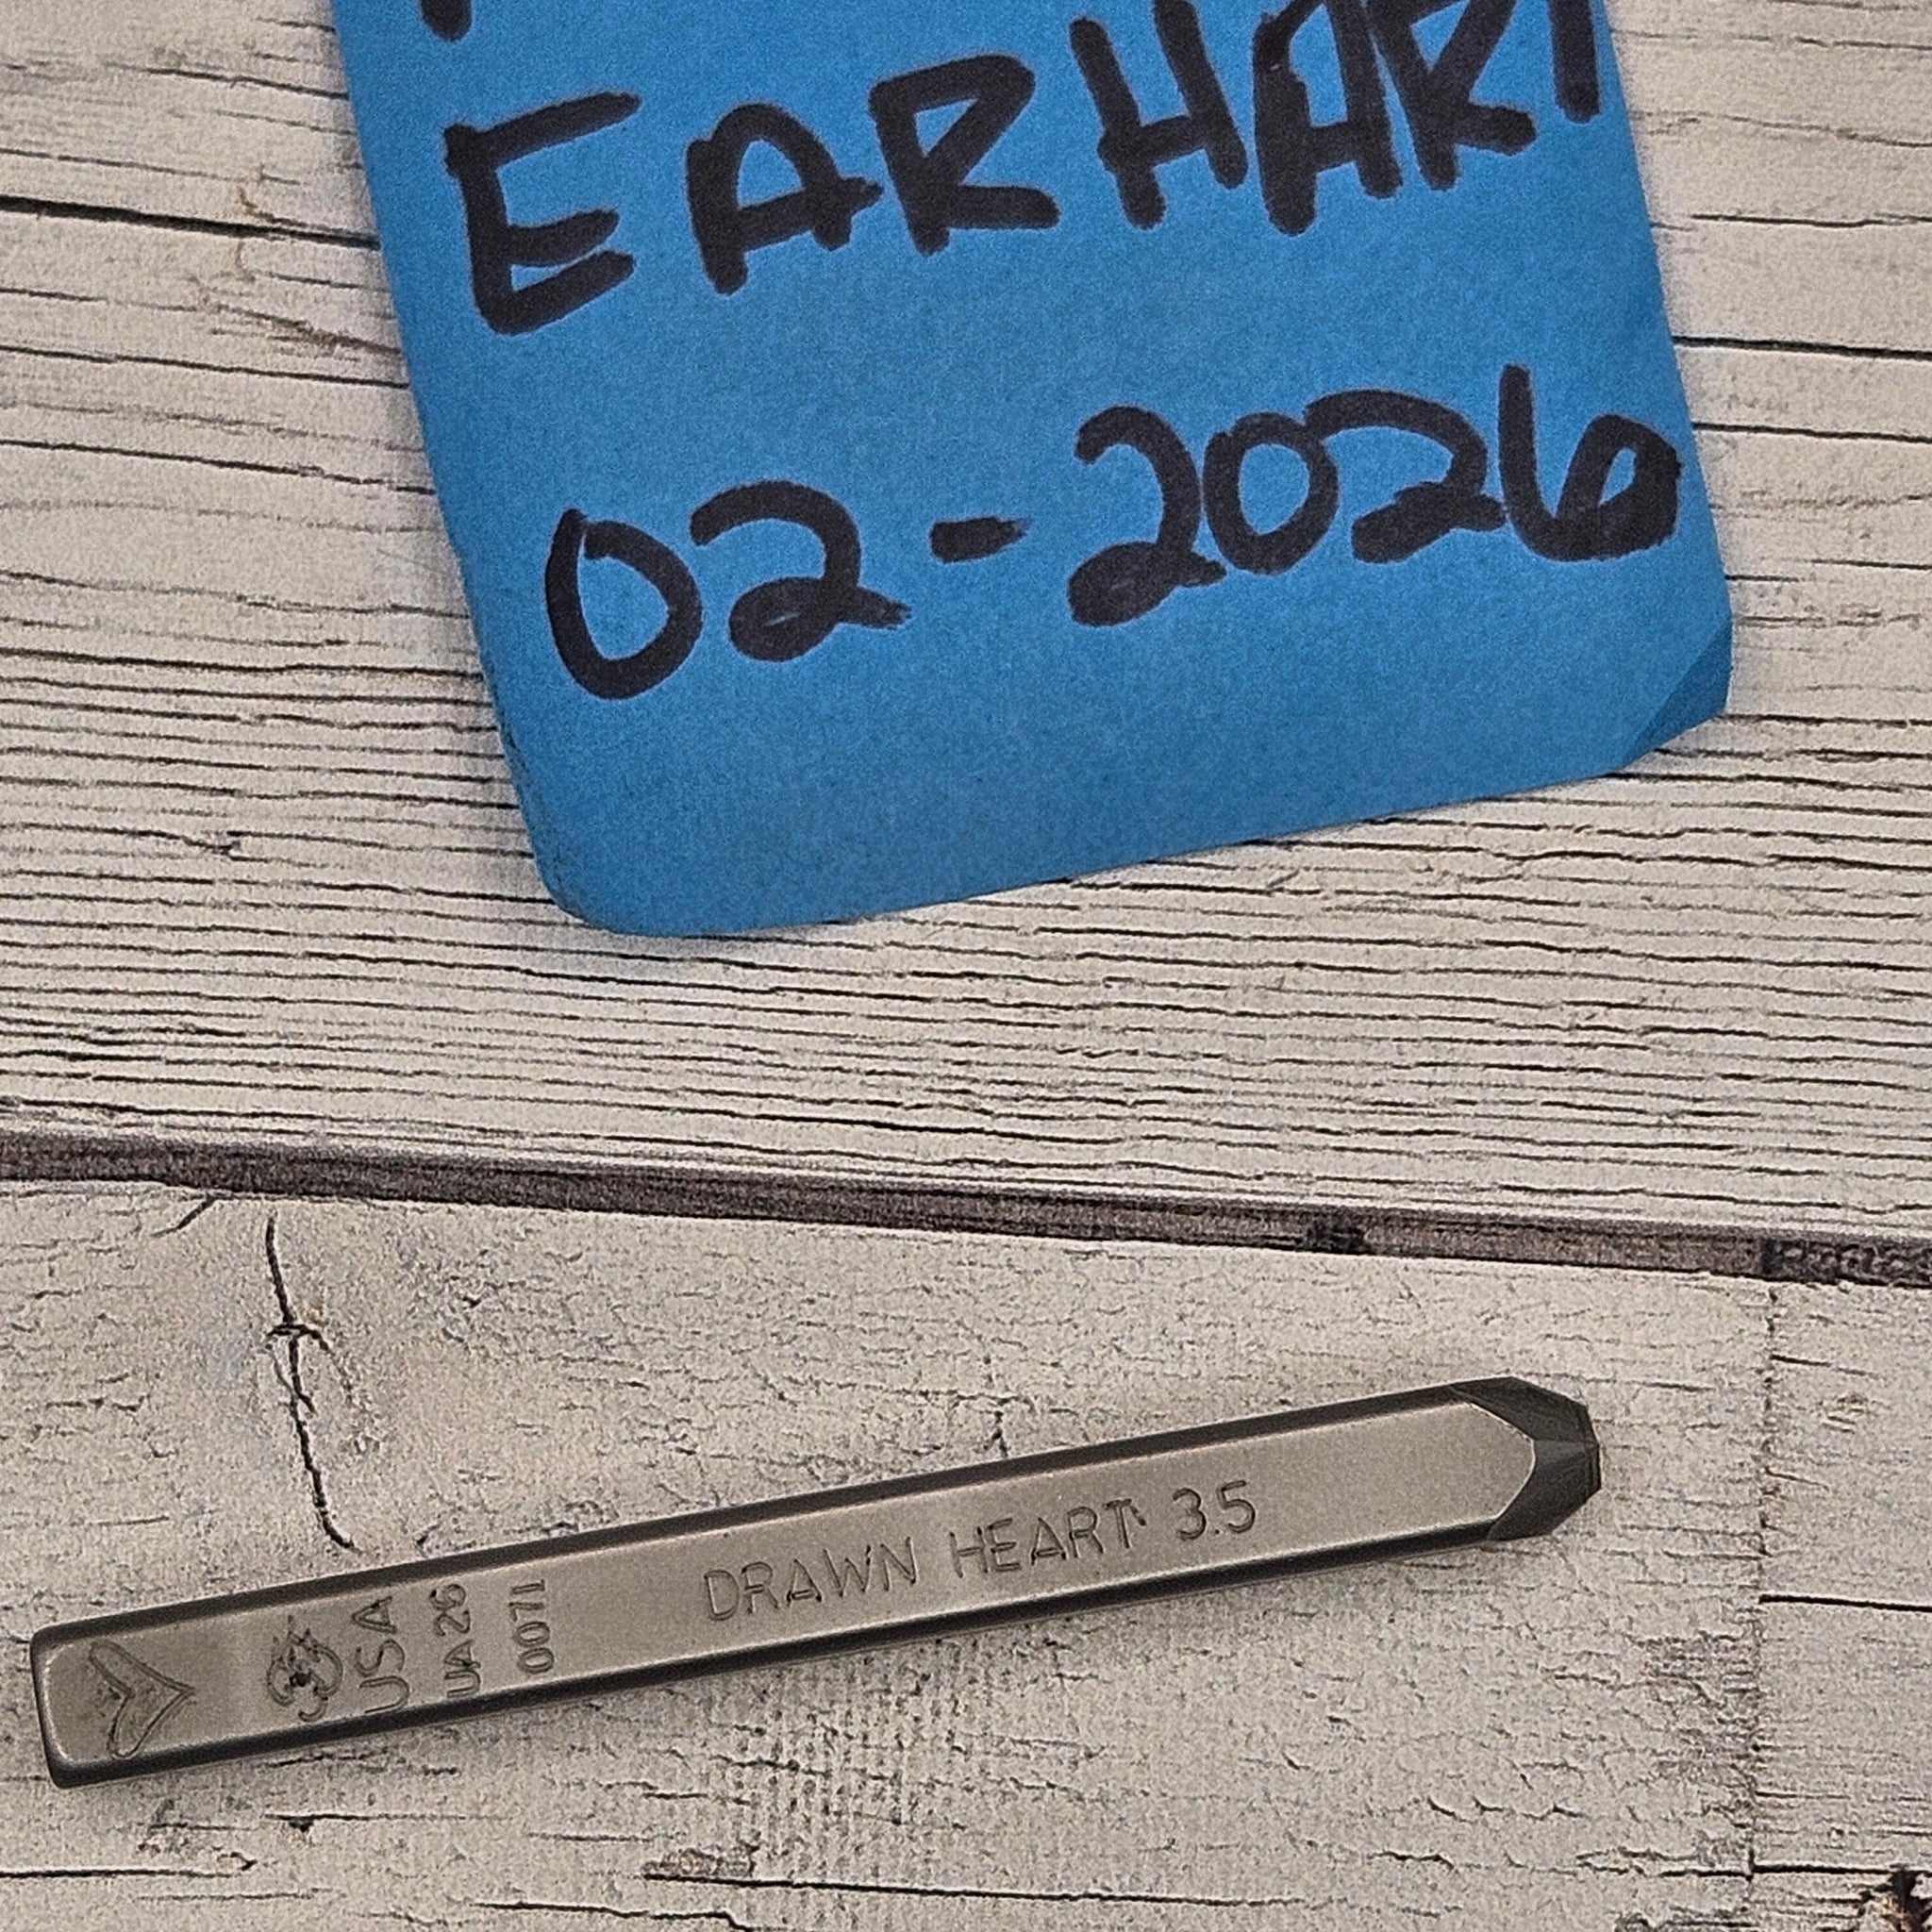 EARHART
02-2026
USA
UA26
0071
DRAWN HEART 3.5